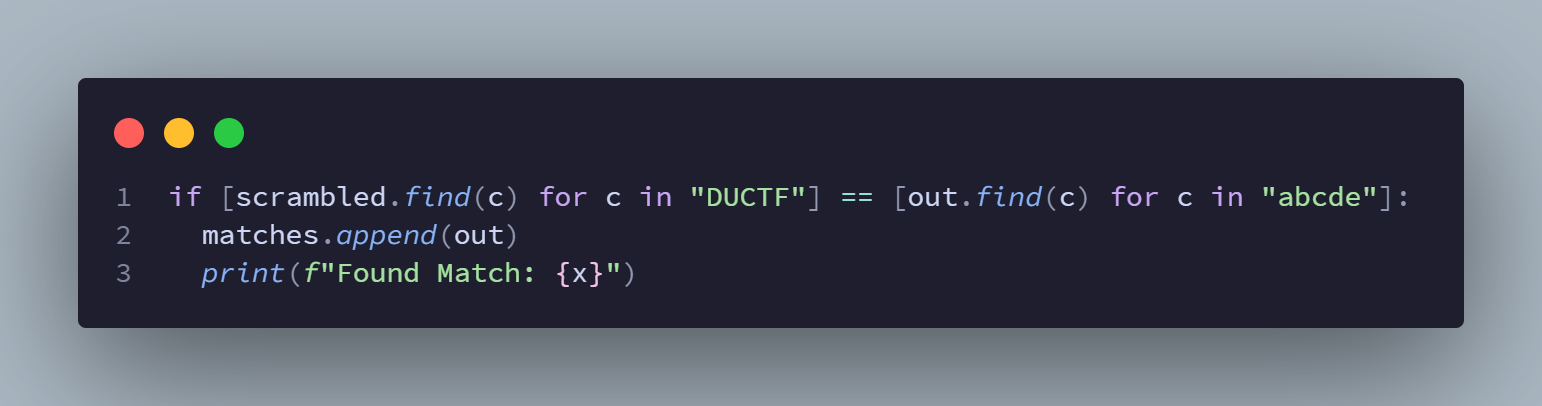 1 if [scrambled.find(c) for c in "DUCTF"] == [out.find(c) for c in "abcde"]:
2   matches.append(out)
3   print(f"Found Match: {x}")